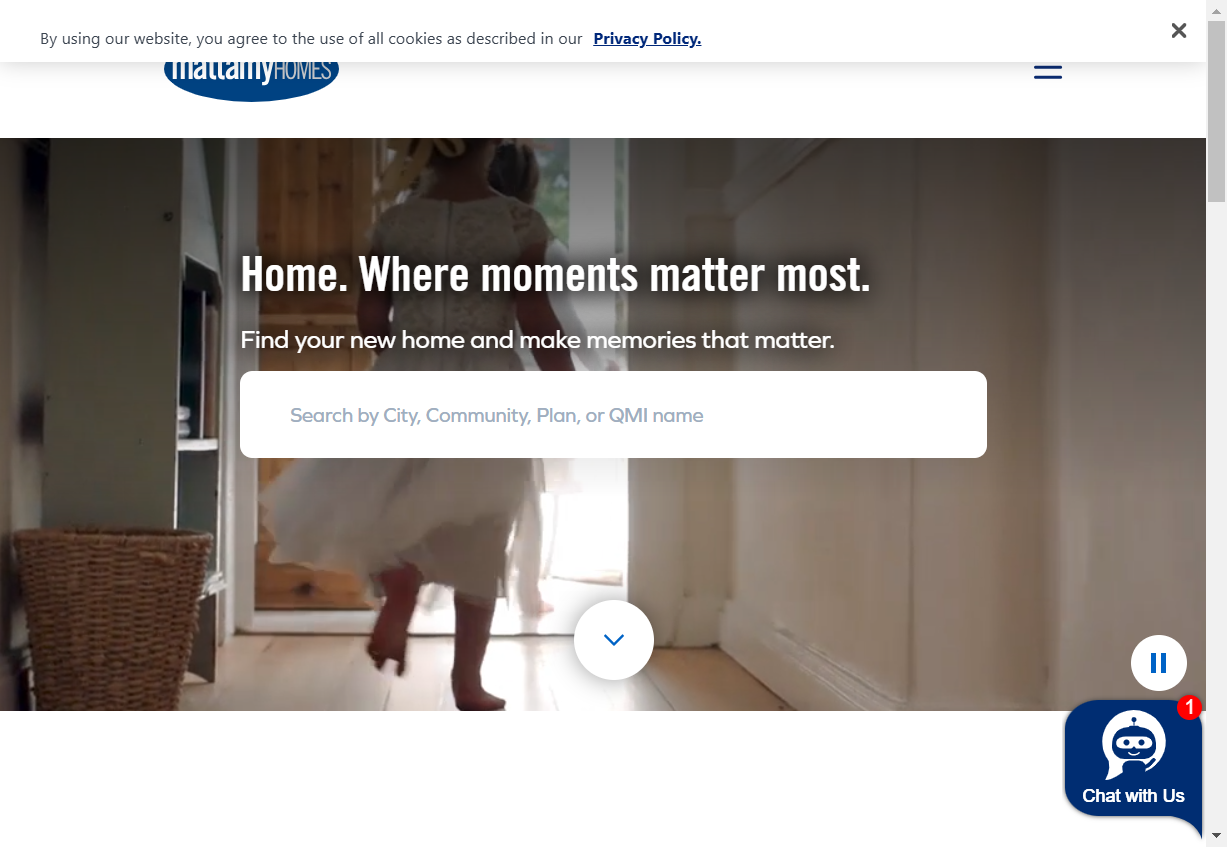 By using our website, you agree to the use of all cookies as described in our Privacy Policy.
mattamyHOMES
Home. Where moments matter most.
Find your new home and make memories that matter.
Search by City, Community, Plan, or QMI name
1
Chat with Us